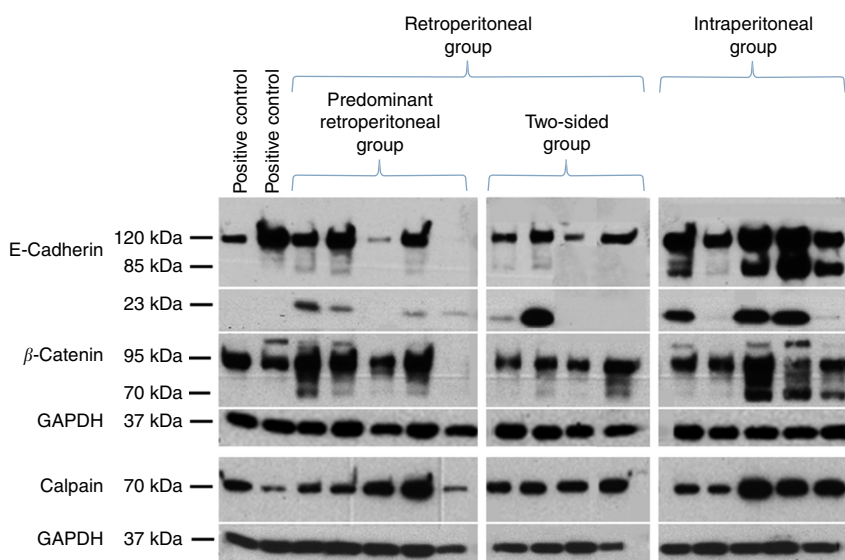 Retroperitoneal
group
Intraperitoneal
group
Positive control
Positive control
Predominant
retroperitoneal
group
Two-sided
group
E-Cadherin
120 kDa
85 kDa
23 kDa
β-Catenin
95 kDa
70 kDa
GAPDH
37 kDa
Calpain
70 kDa
GAPDH
37 kDa